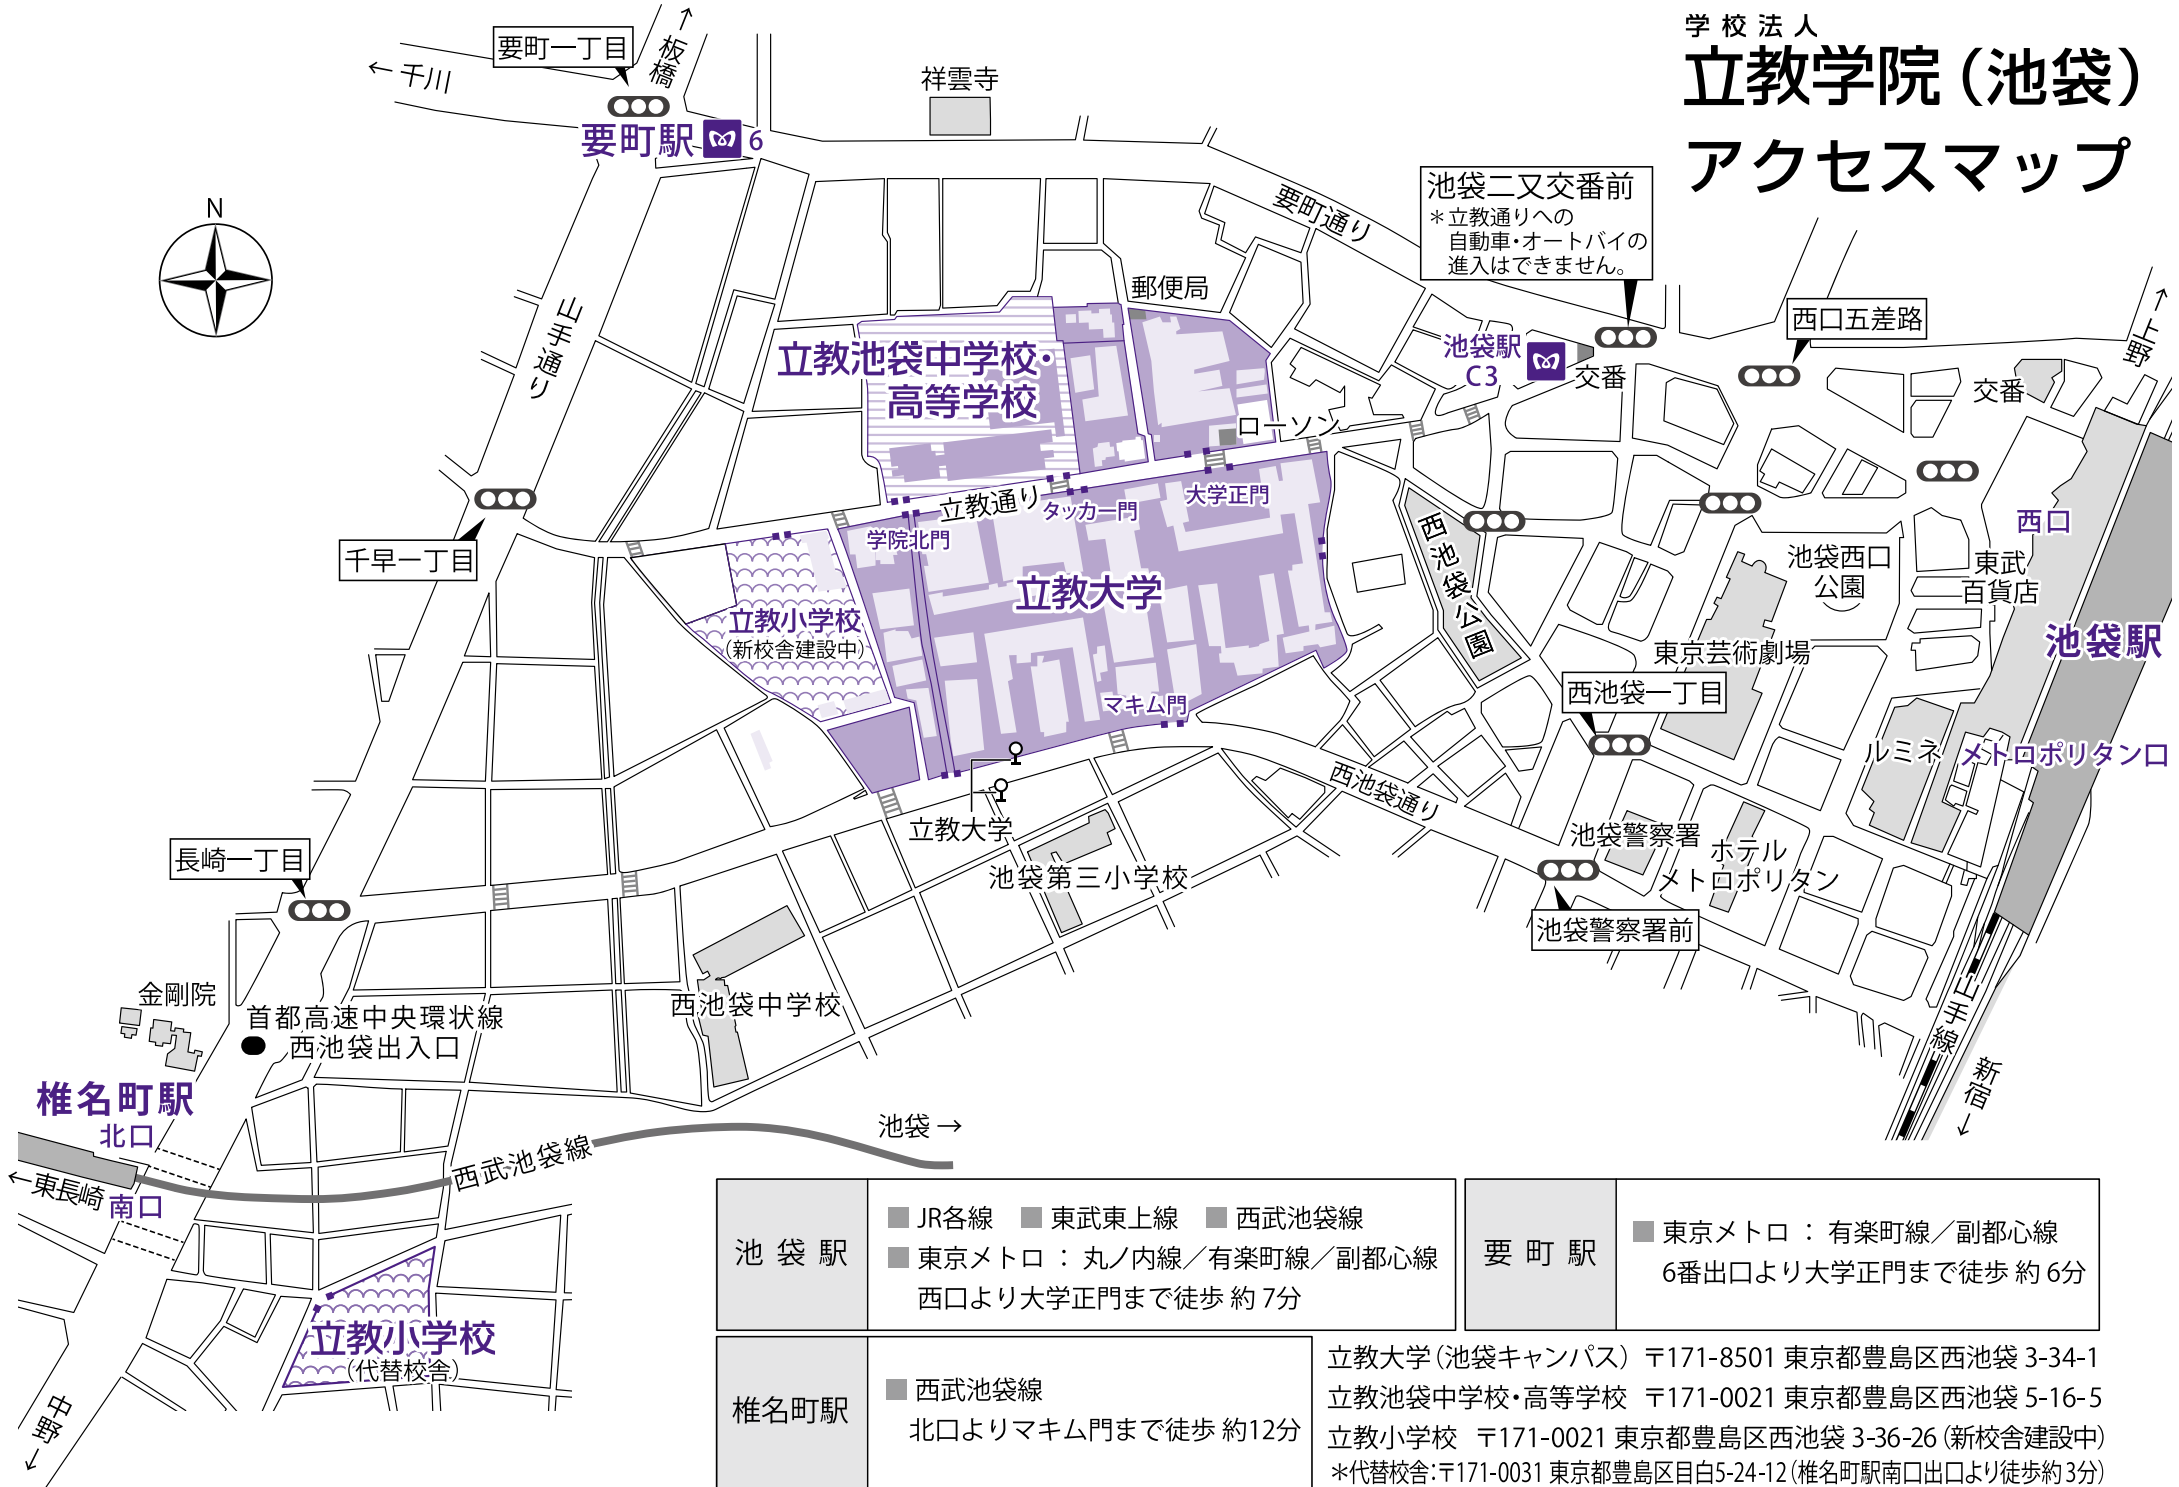 学校法人
立教学院(池袋)
アクセスマップ
N
要町一丁目
←千川
→板橋
要町駅 6
祥雲寺
要町通り
池袋二又交番前
＊立教通りへの
自動車・オートバイの
進入はできません。
西口五差路
→上野
山手通り
郵便局
立教池袋中学校・
高等学校
池袋駅
C3
交番
交番
ローソン
立教通り
タッカー門
大学正門
学院北門
千早一丁目
西池袋公園
西口
池袋西口
公園
東武
百貨店
立教大学
立教小学校
(新校舎建設中)
東京芸術劇場
池袋駅
西池袋一丁目
マキム門
ルミネ
メトロポリタン口
西池袋通り
立教大学
池袋警察署
ホテル
メトロポリタン
長崎一丁目
池袋第三小学校
池袋警察署前
金剛院
首都高速中央環状線
西池袋出入口
西池袋中学校
山手線
新宿→
椎名町駅
北口
池袋→
西武池袋線
←東長崎
南口
立教小学校
(代替校舎)
中野→
池袋駅
JR各線 東武東上線 西武池袋線
東京メトロ：丸ノ内線／有楽町線／副都心線
西口より大学正門まで徒歩 約7分
要町駅
東京メトロ：有楽町線／副都心線
6番出口より大学正門まで徒歩 約6分
椎名町駅
西武池袋線
北口よりマキム門まで徒歩 約12分
立教大学(池袋キャンパス) 〒171-8501 東京都豊島区西池袋 3-34-1
立教池袋中学校・高等学校 〒171-0021 東京都豊島区西池袋 5-16-5
立教小学校 〒171-0021 東京都豊島区西池袋 3-36-26(新校舎建設中)
＊代替校舎：〒171-0031 東京都豊島区目白5-24-12(椎名町駅南口出口より徒歩約3分)